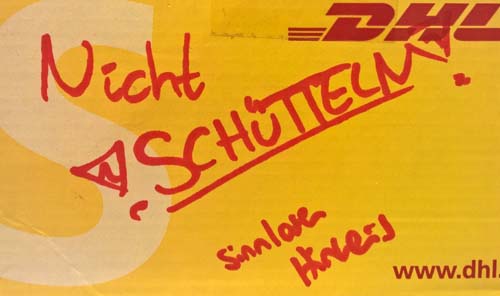 DHL
Nicht
SCHÜTTELN
sinnloser
Hinweis
www.dhl.